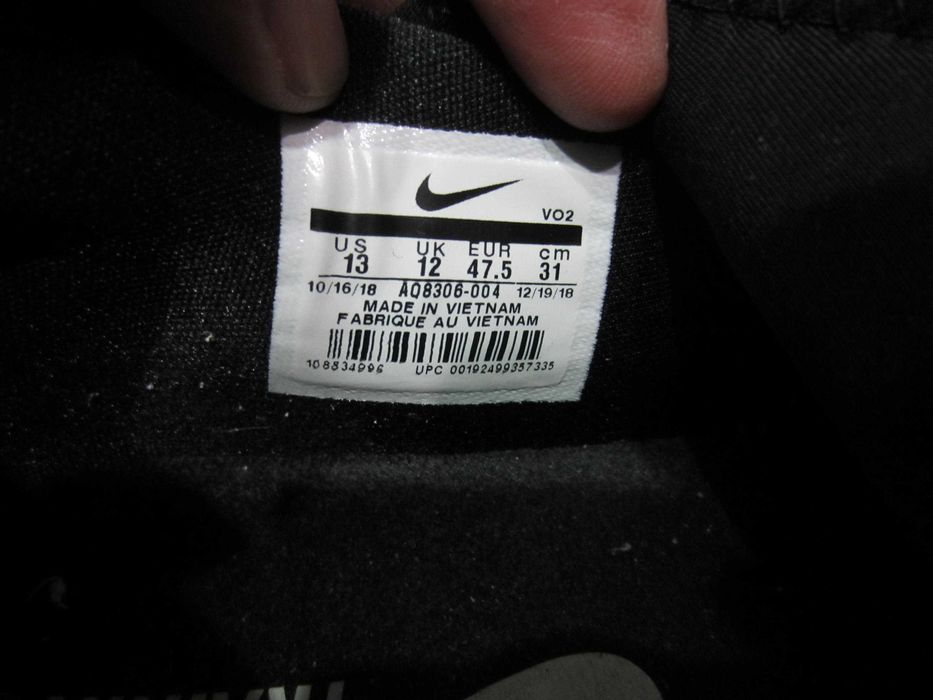 VO2
US UK EUR cm
13 12 47.5 31
10/16/18 AQ8306-004 12/19/18
MADE IN VIETNAM
FABRIQUE AU VIETNAM
108834996 UPC 00192499357335